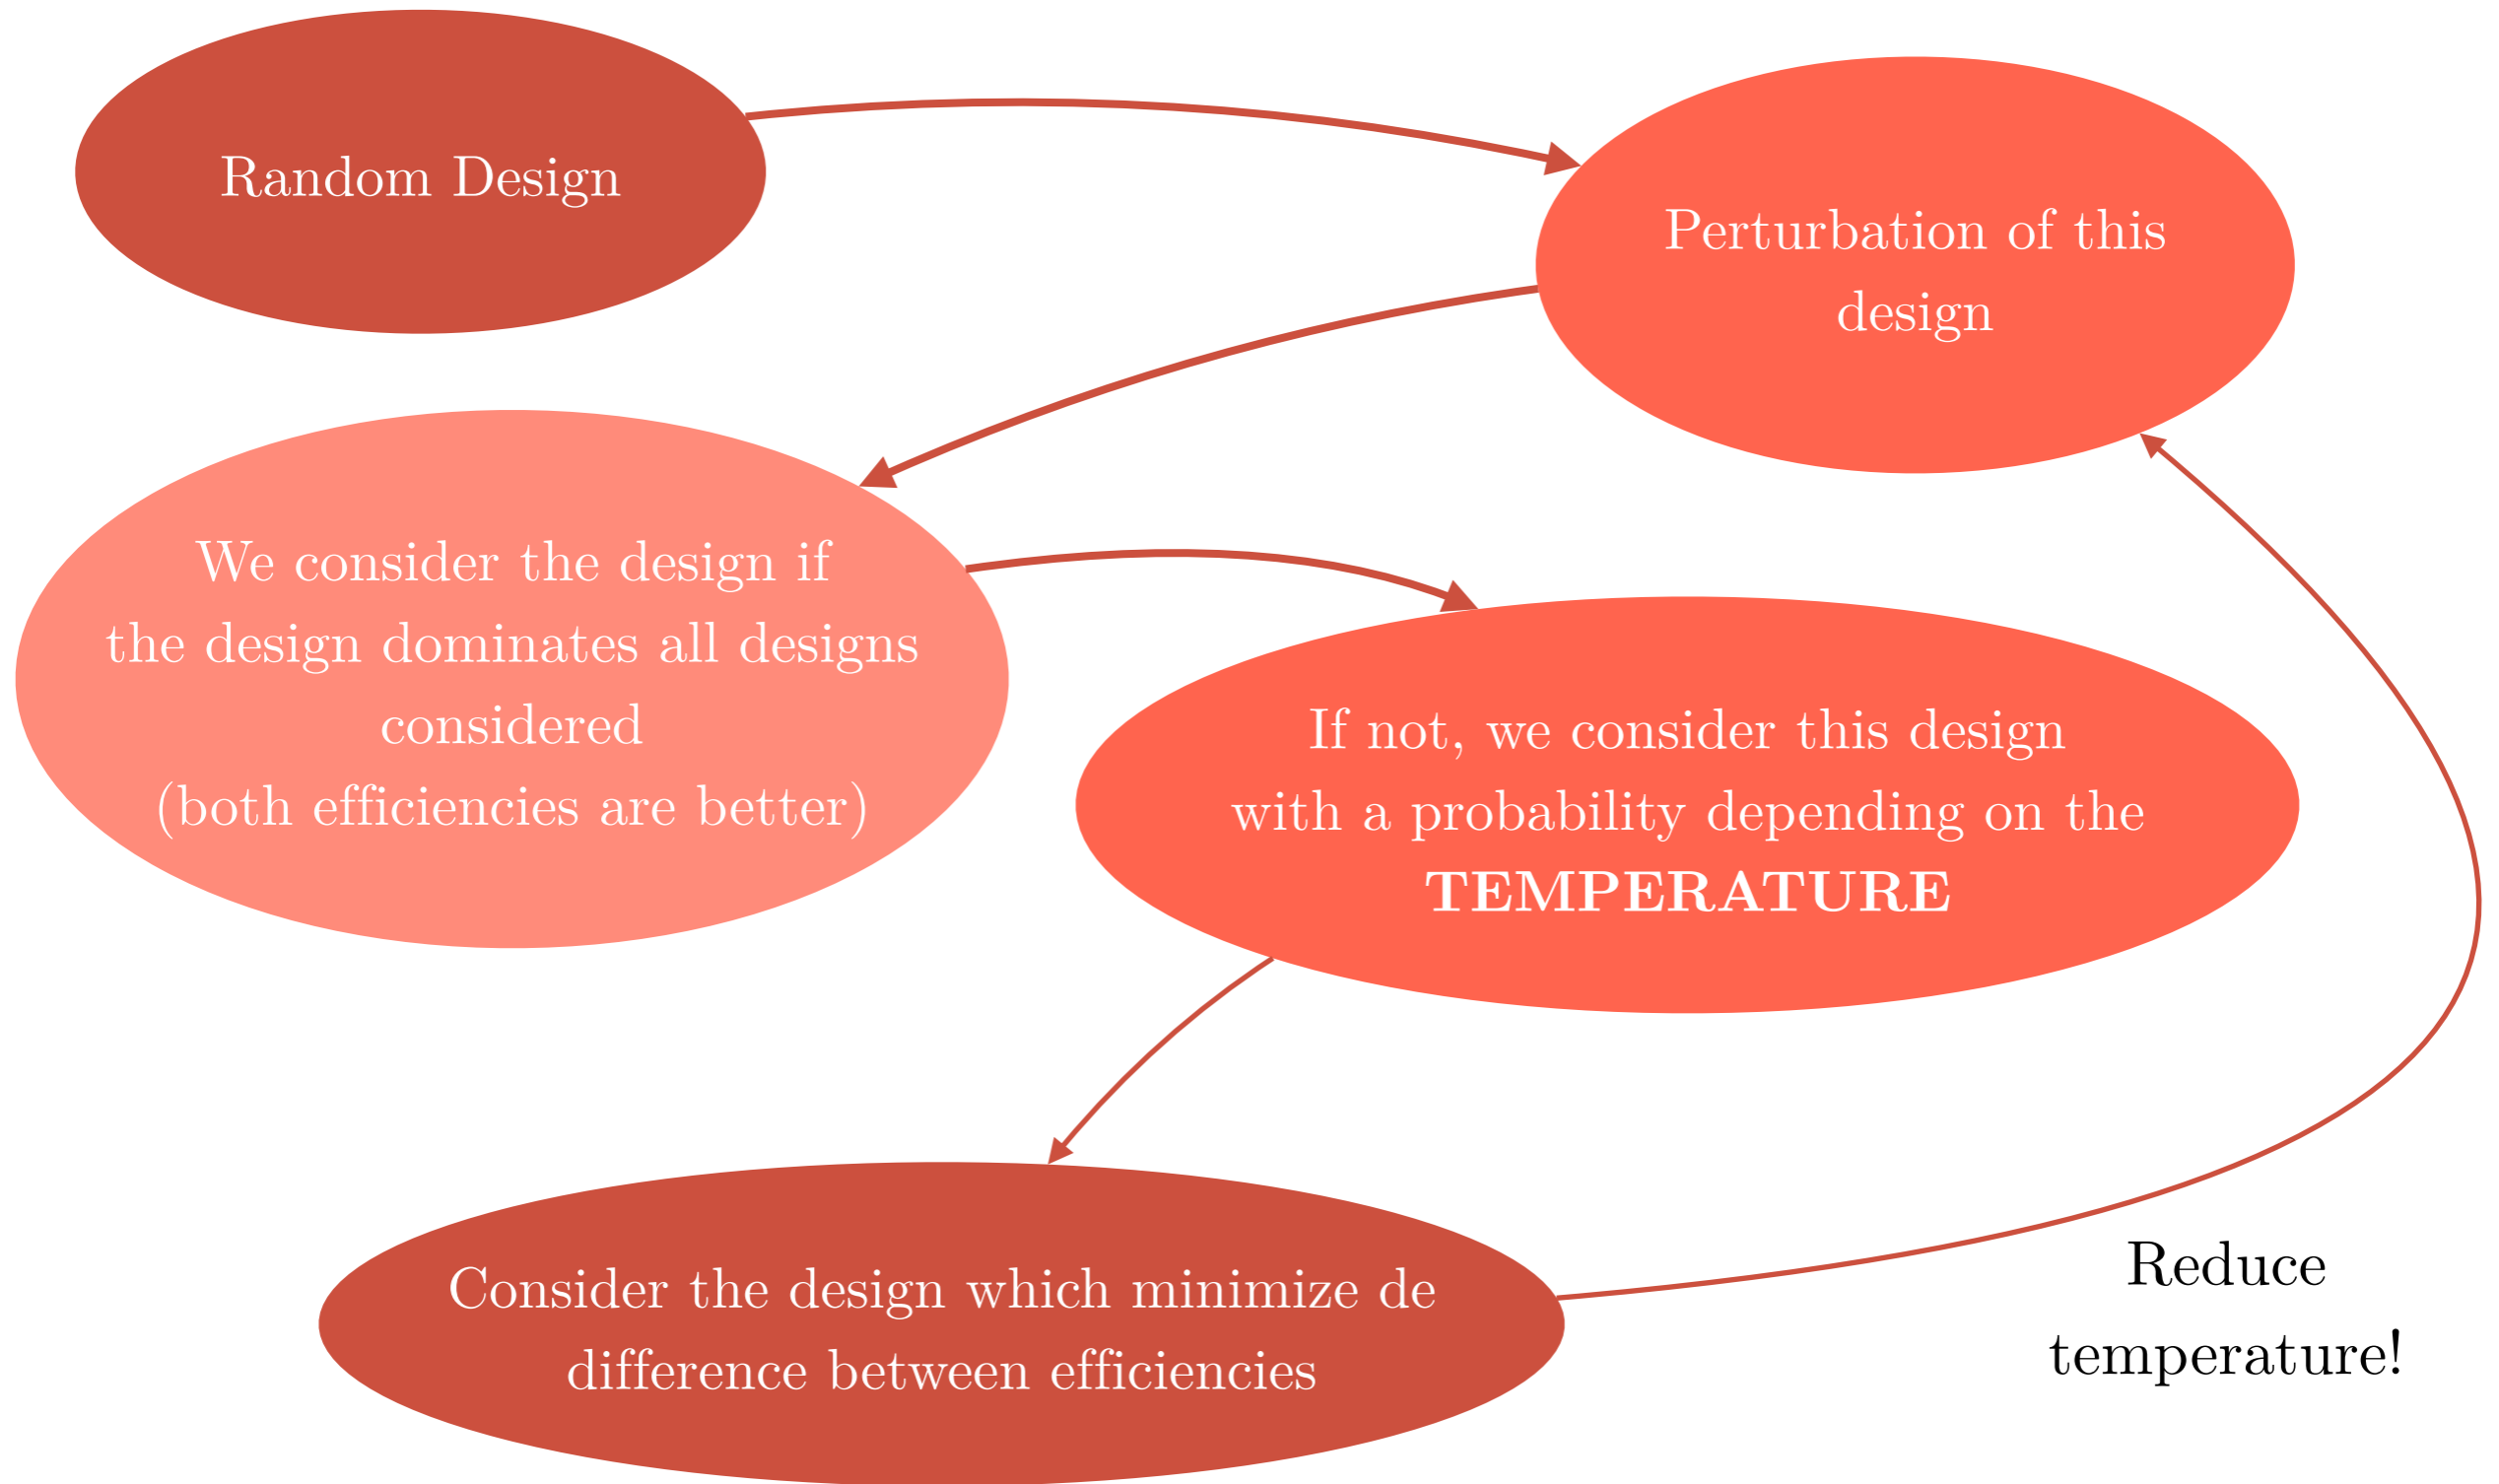 Random Design
Perturbation of this
design
We consider the design if
the design dominates all designs
considered
(both efficiencies are better)
If not, we consider this design
with a probability depending on the
TEMPERATURE
Consider the design which minimize de
difference between efficiencies
Reduce
temperature!